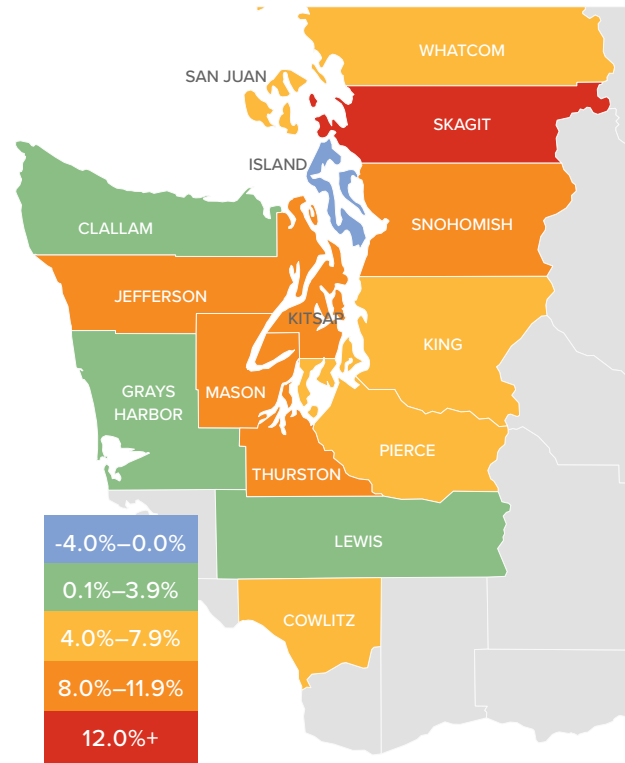 WHATCOM
SAN JUAN
SKAGIT
ISLAND
CLALLAM
SNOHOMISH
JEFFERSON
KITSAP
KING
GRAYS
HARBOR
MASON
PIERCE
THURSTON
LEWIS
COWLITZ
-4.0%–0.0%
0.1%–3.9%
4.0%–7.9%
8.0%–11.9%
12.0%+